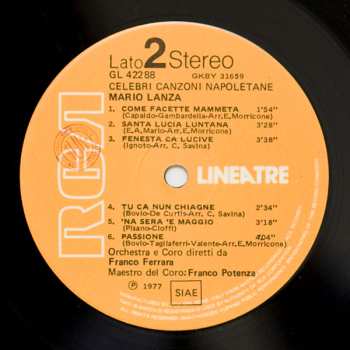 Lato 2 Stereo
GL 42288 GKBY 31659
CELEBRI CANZONI NAPOLETANE
MARIO LANZA
1. COME FACETTE MAMMETA 1'54"
(Capaldo-Gambardella-Arr.E.Morricone)
2. SANTA LUCIA LUNTANA 3'28"
(E.A.Mario-Arr.E.Morricone)
3. FENESTA CA LUCIVE 3'38"
(Ignoto-Arr.C. Savina)
RCA
LINEATRE
4. TU CA NUN CHIAGNE 2'34"
(Bovio-De Curtis-Arr.C. Savina)
5. 'NA SERA 'E MAGGIO 3'18"
(Pisano-Cioffi)
6. PASSIONE 4'04"
(Bovio-Tagliaferri-Valente-Arr.E.Morricone)
Orchestra e Coro diretti da
Franco Ferrara
Maestro del Coro: Franco Potenza
℗ 1977 SIAE